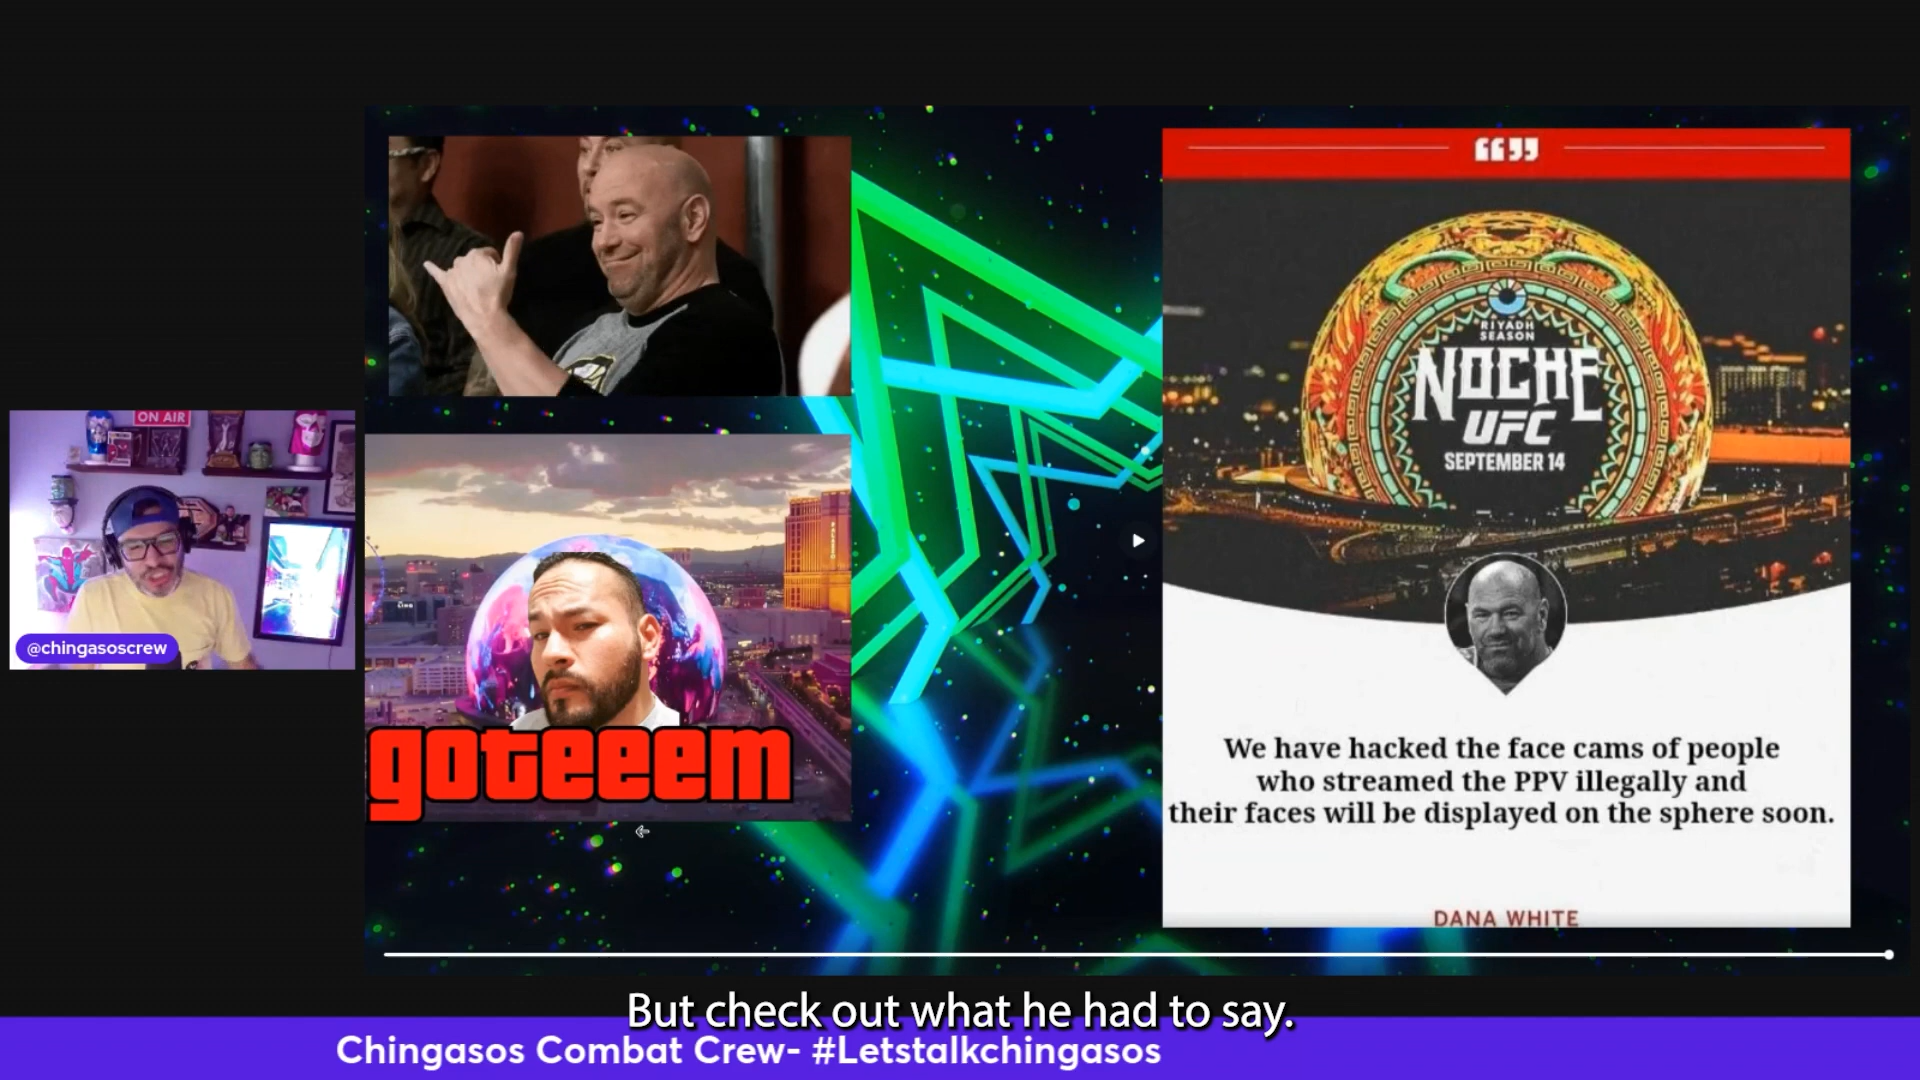 ON AIR
@chingasoscrew
goteeem
RIYADH
SEASON
NOCHE
UFC
SEPTEMBER 14
We have hacked the face cams of people
who streamed the PPV illegally and
their faces will be displayed on the sphere soon.
DANA WHITE
But check out what he had to say.
Chingasos Combat Crew- #Letstalkchingasos